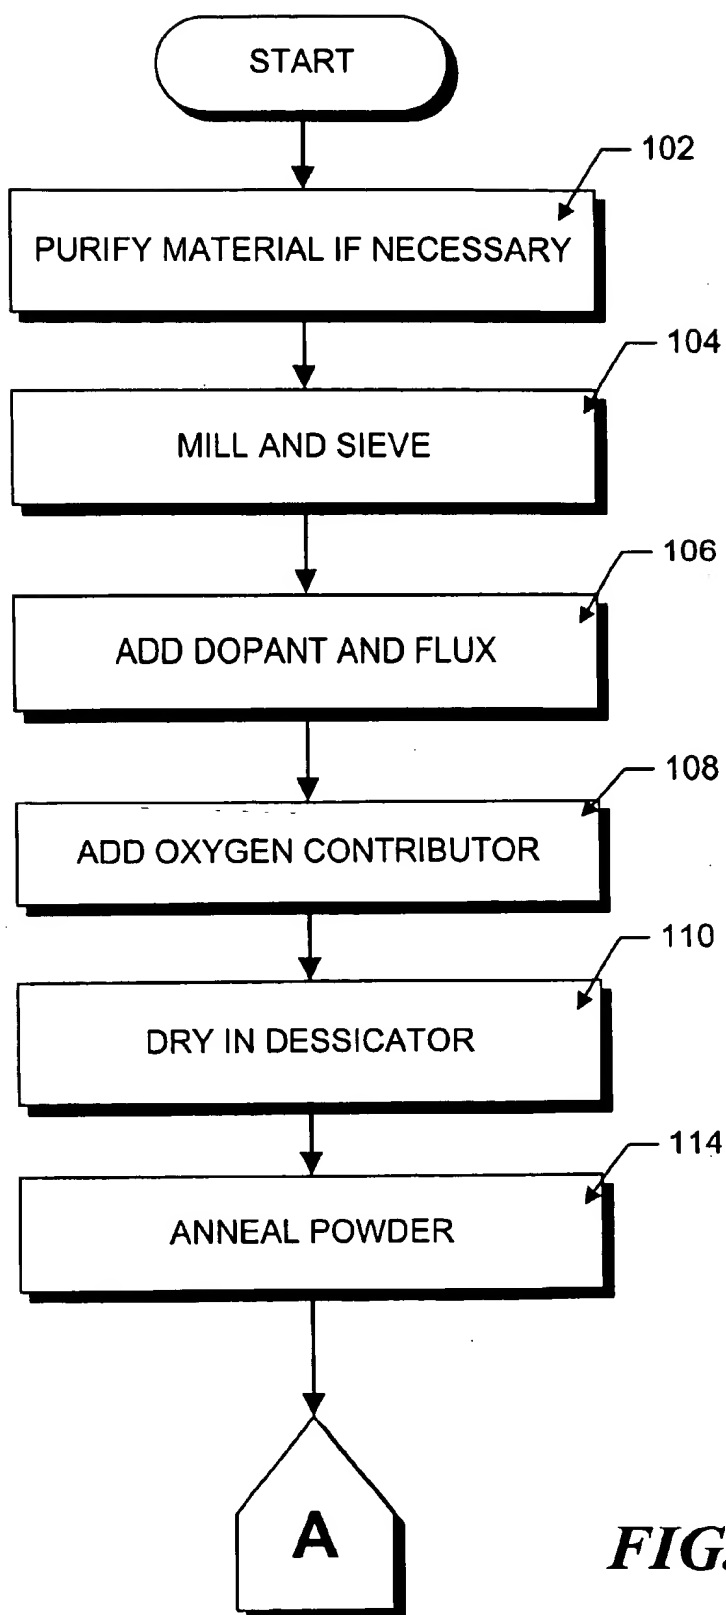 START
102
PURIFY MATERIAL IF NECESSARY
104
MILL AND SIEVE
106
ADD DOPANT AND FLUX
108
ADD OXYGEN CONTRIBUTOR
110
DRY IN DESSICATOR
114
ANNEAL POWDER
A
FIG.